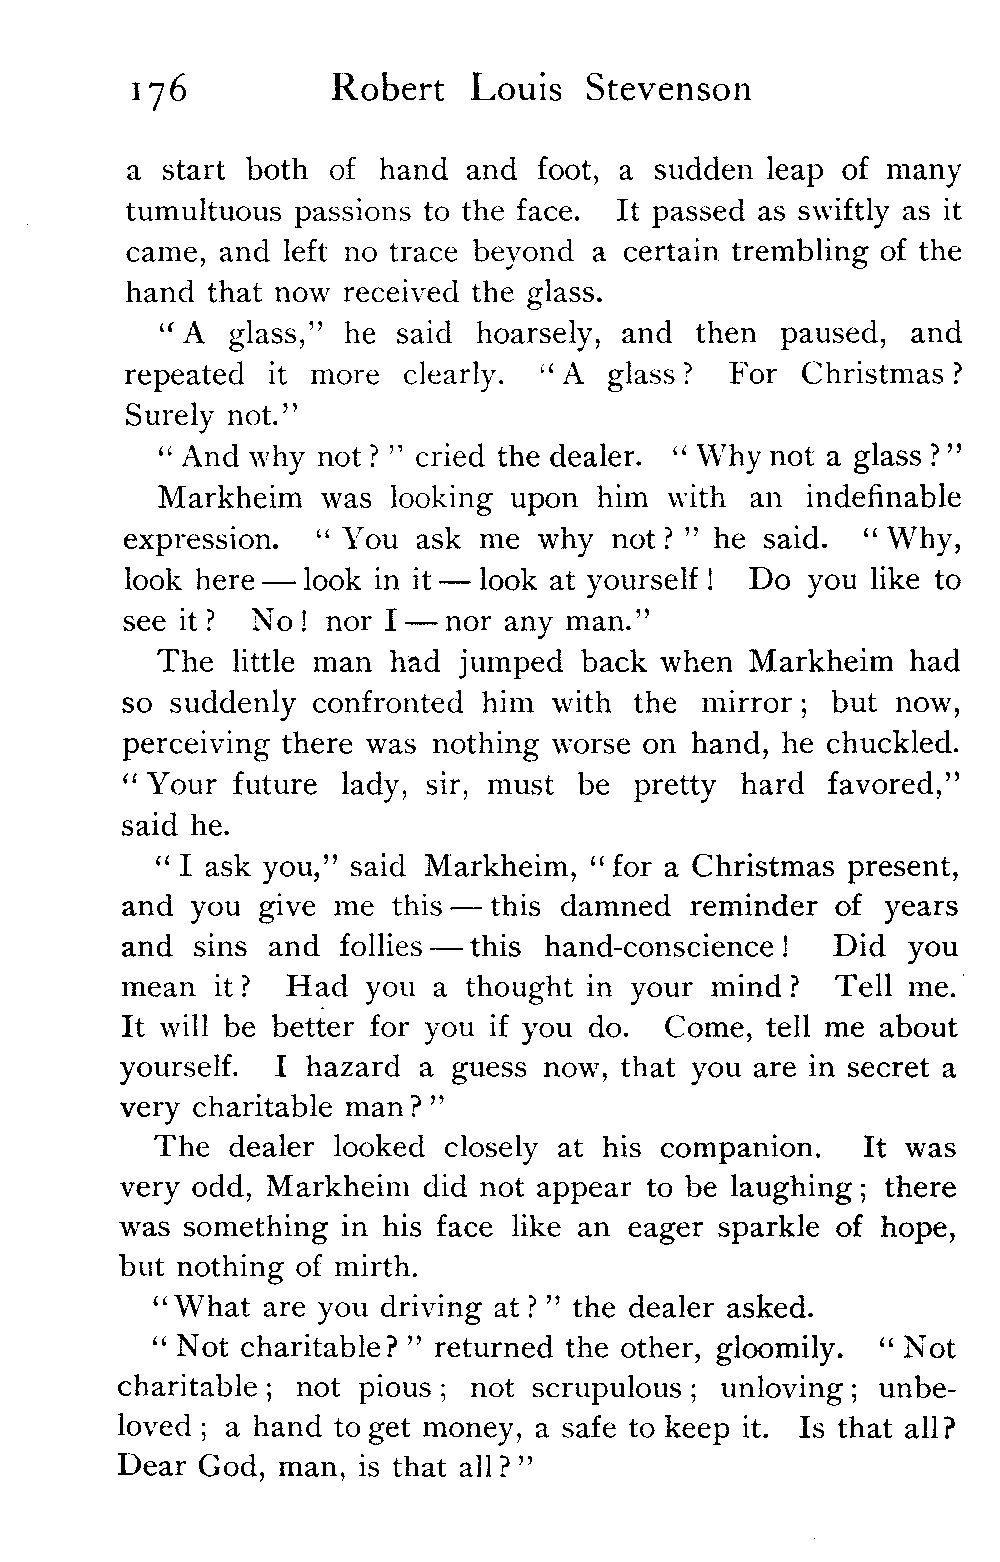 176 Robert Louis Stevenson
a start both of hand and foot, a sudden leap of many
tumultuous passions to the face. It passed as swiftly as it
came, and left no trace beyond a certain trembling of the
hand that now received the glass.
“A glass,” he said hoarsely, and then paused, and
repeated it more clearly. “A glass? For Christmas?
Surely not.”
“And why not?” cried the dealer. “Why not a glass?”
Markheim was looking upon him with an indefinable
expression. “You ask me why not?” he said. “Why,
look here — look in it — look at yourself! Do you like to
see it? No! nor I — nor any man.”
The little man had jumped back when Markheim had
so suddenly confronted him with the mirror; but now,
perceiving there was nothing worse on hand, he chuckled.
“Your future lady, sir, must be pretty hard favored,”
said he.
“I ask you,” said Markheim, “for a Christmas present,
and you give me this — this damned reminder of years
and sins and follies — this hand-conscience! Did you
mean it? Had you a thought in your mind? Tell me.
It will be better for you if you do. Come, tell me about
yourself. I hazard a guess now, that you are in secret a
very charitable man?”
The dealer looked closely at his companion. It was
very odd, Markheim did not appear to be laughing; there
was something in his face like an eager sparkle of hope,
but nothing of mirth.
“What are you driving at?” the dealer asked.
“Not charitable?” returned the other, gloomily. “Not
charitable; not pious; not scrupulous; unloving; unbe-
loved; a hand to get money, a safe to keep it. Is that all?
Dear God, man, is that all?”